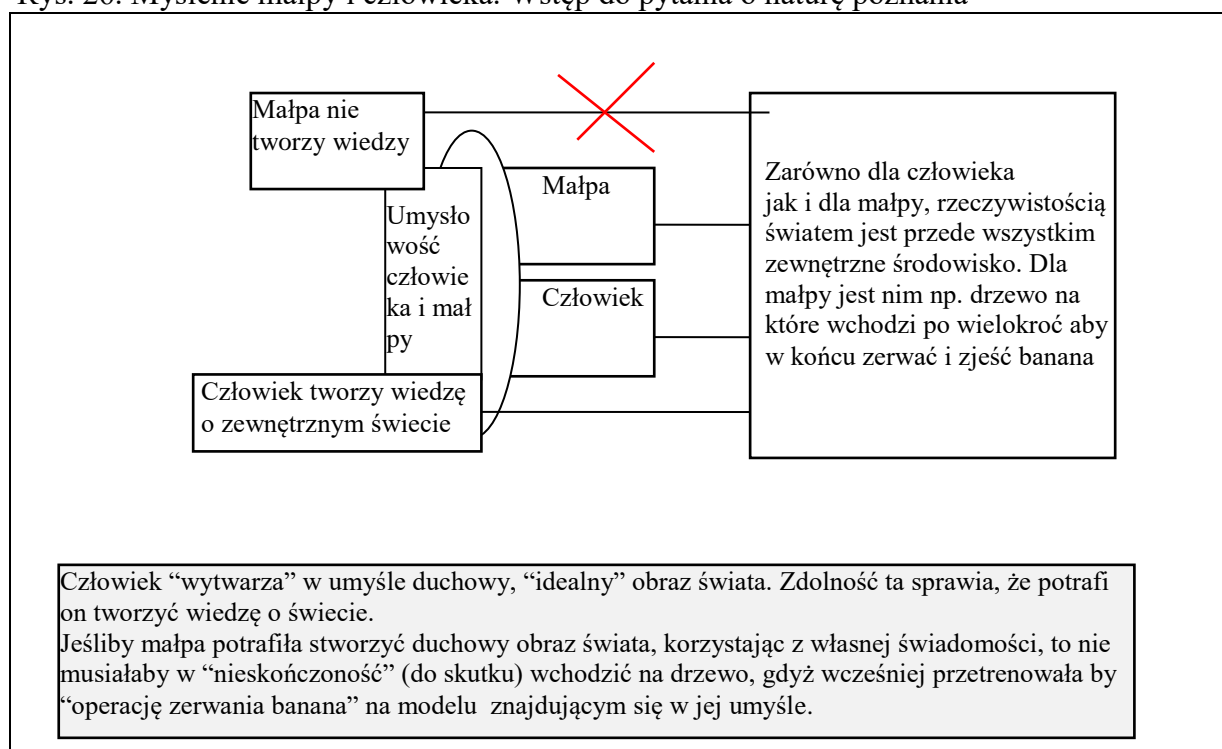 Rys. 20. Myślenie małpy i człowieka. Wstęp do pytania o naturę poznania
Małpa nie
tworzy wiedzy
Umysło
wość
człowie
ka i mał
py
Małpa
Człowiek
Człowiek tworzy wiedzę
o zewnętrznym świecie
Zarówno dla człowieka
jak i dla małpy, rzeczywistością
światem jest przede wszystkim
zewnętrzne środowisko. Dla
małpy jest nim np. drzewo na
które wchodzi po wielokroć aby
w końcu zerwać i zjeść banana
Człowiek “wytwarza” w umyśle duchowy, “idealny” obraz świata. Zdolność ta sprawia, że potrafi
on tworzyć wiedzę o świecie.
Jeśliby małpa potrafiła stworzyć duchowy obraz świata, korzystając z własnej świadomości, to nie
musiałaby w “nieskończoność” (do skutku) wchodzić na drzewo, gdyż wcześniej przetrenowała by
“operację zerwania banana” na modelu znajdującym się w jej umyśle.